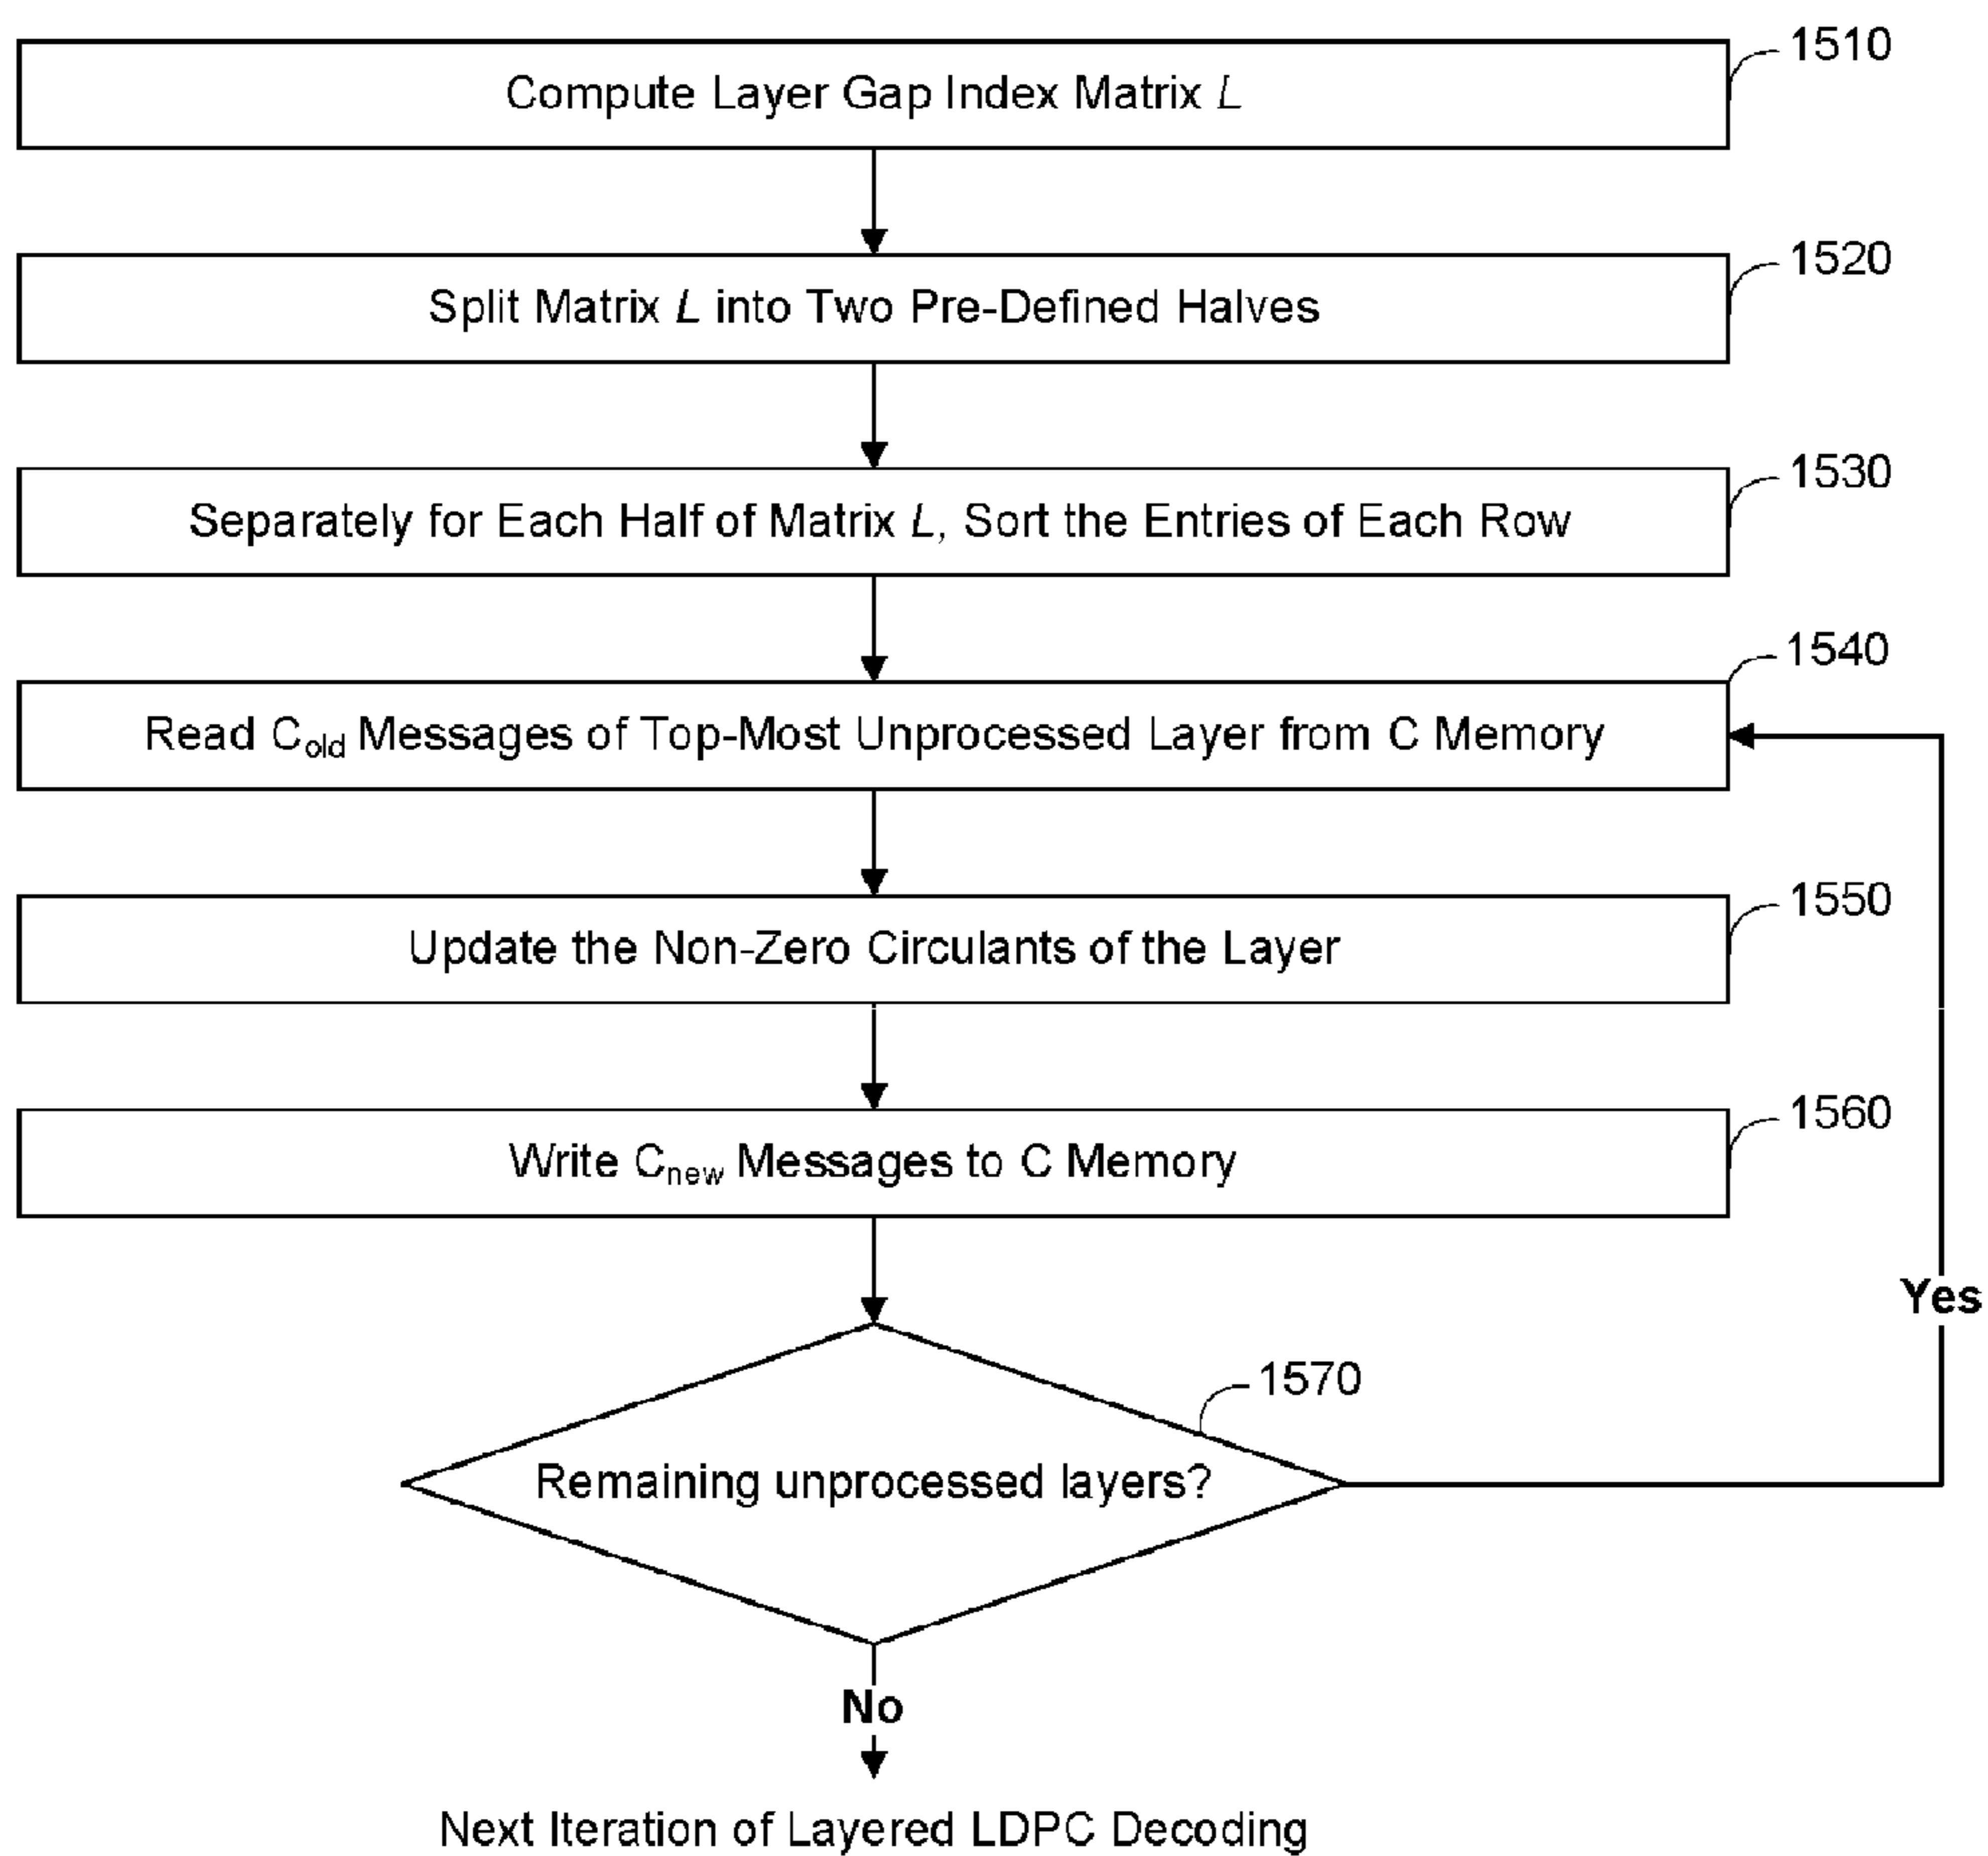 1510
Compute Layer Gap Index Matrix L
1520
Split Matrix L into Two Pre-Defined Halves
1530
Separately for Each Half of Matrix L, Sort the Entries of Each Row
1540
Read Cold Messages of Top-Most Unprocessed Layer from C Memory
1550
Update the Non-Zero Circulants of the Layer
1560
Write Cnew Messages to C Memory
Yes
1570
Remaining unprocessed layers?
No
Next Iteration of Layered LDPC Decoding